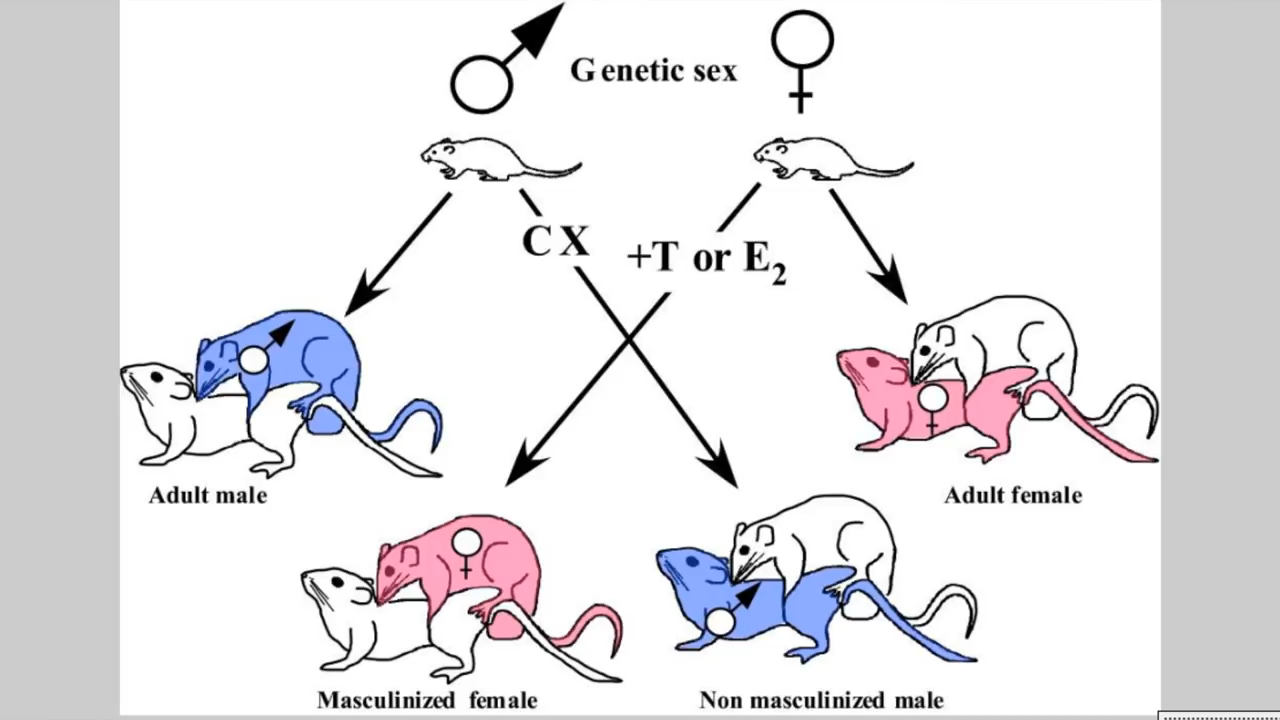 Genetic sex
CX
+T or E₂
Adult male
Adult female
Masculinized female
Non masculinized male